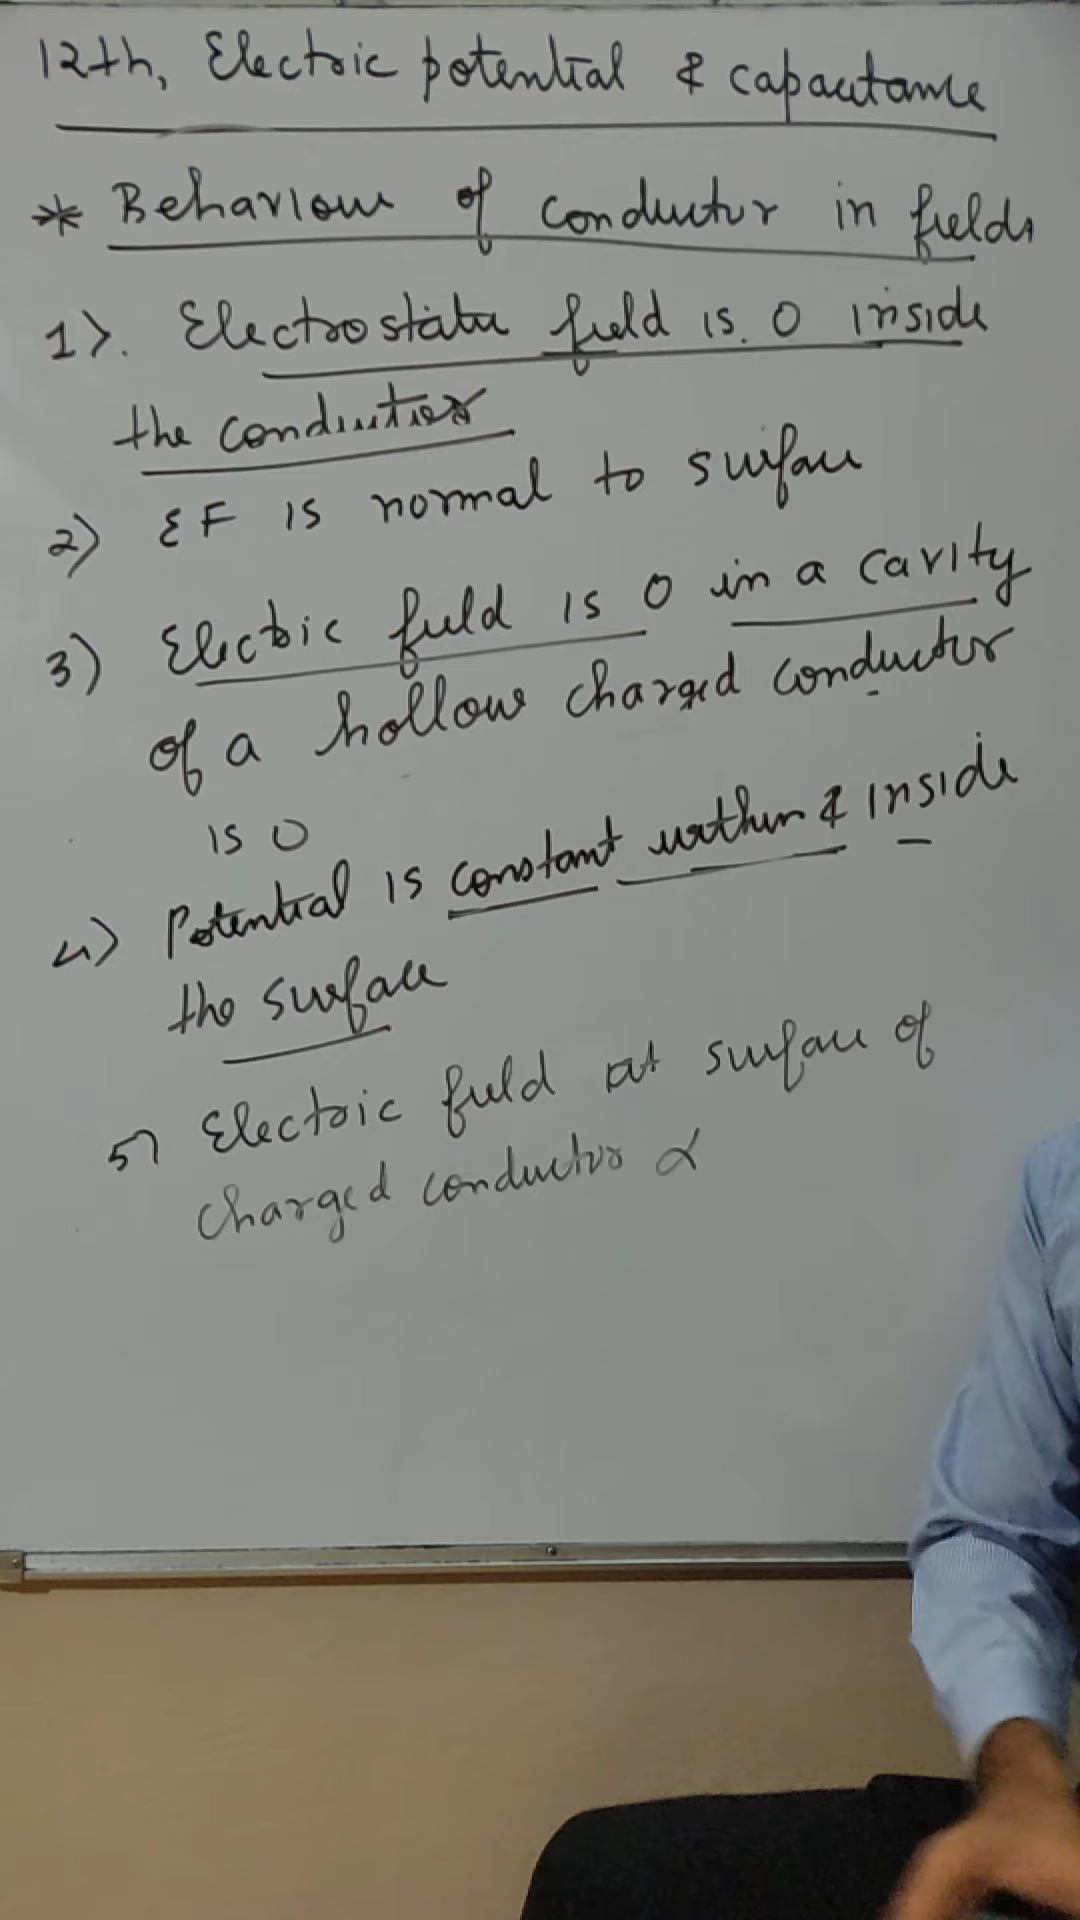 12th, Electric potential & capacitance
* Behaviour of conductor in fields
1). Electrostatic field is 0 inside
the conductor
2) EF is normal to surface
3) Electric field is 0 in a cavity
of a hollow charged conductor
is 0
4) Potential is constant within & inside
the surface
5) Electric field at surface of
charged conductor α